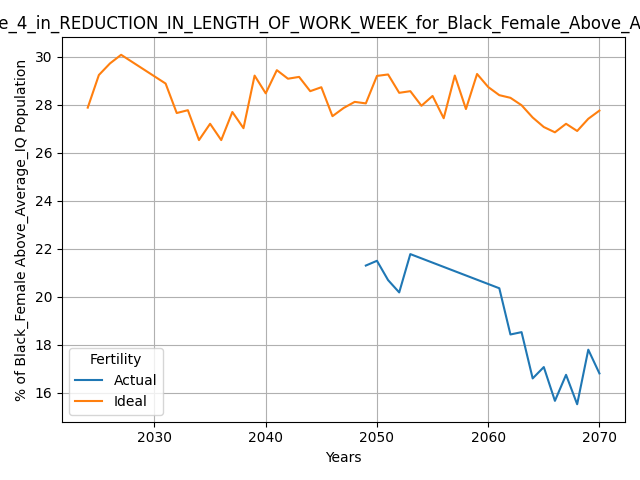 e_4_in_REDUCTION_IN_LENGTH_OF_WORK_WEEK_for_Black_Female_Above_A
% of Black_Female Above_Average_IQ Population
30
28
26
24
22
20
18
16
Fertility
Actual
Ideal
2030 2040 2050 2060 2070
Years